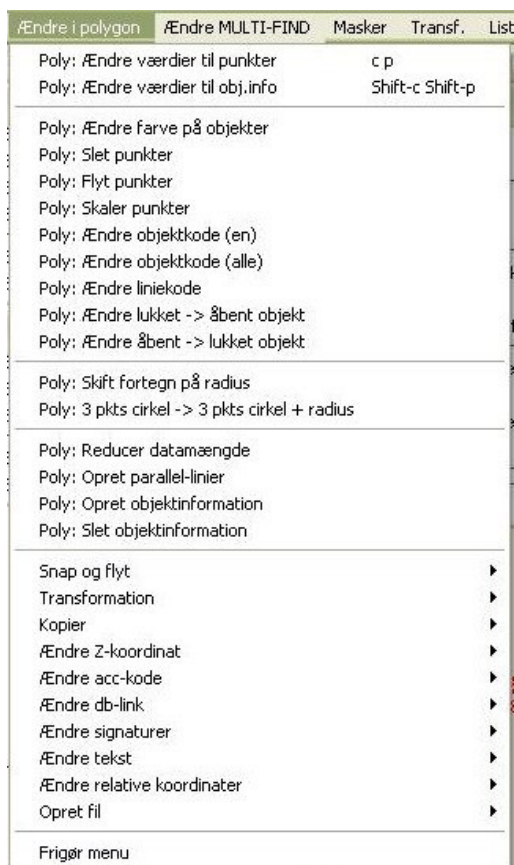 Ændre i polygon Ændre MULTI-FIND Masker Transf. List
Poly: Ændre værdier til punkter c p
Poly: Ændre værdier til obj.info Shift-c Shift-p
Poly: Ændre farve på objekter
Poly: Slet punkter
Poly: Flyt punkter
Poly: Skaler punkter
Poly: Ændre objektkode (en)
Poly: Ændre objektkode (alle)
Poly: Ændre liniekode
Poly: Ændre lukket -> åbent objekt
Poly: Ændre åbent -> lukket objekt
Poly: Skift fortegn på radius
Poly: 3 pkts cirkel -> 3 pkts cirkel + radius
Poly: Reducer datamængde
Poly: Opret parallel-linier
Poly: Opret objektinformation
Poly: Slet objektinformation
Snap og flyt
Transformation
Kopier
Ændre Z-koordinat
Ændre acc-kode
Ændre db-link
Ændre signaturer
Ændre tekst
Ændre relative koordinater
Opret fil
Frigør menu